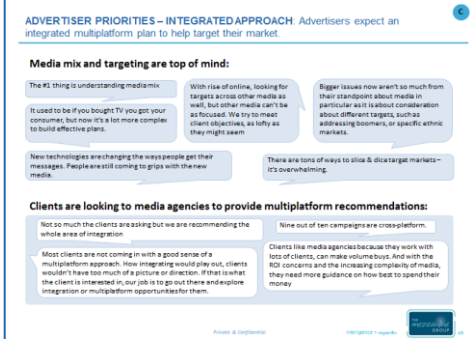 C
ADVERTISER PRIORITIES – INTEGRATED APPROACH: Advertisers expect an
integrated multiplatform plan to help target their market.
Media mix and targeting are top of mind:
The #1 thing is understanding media mix
It used to be if you bought TV you got your
consumer, but now it's a lot more complex
to build effective plans.
With rise of online, looking for
targets across other media as
well, but other media can't be
as focused. We try to meet
client objectives, as lofty as
they might seem
Bigger issues now aren't so much from
their standpoint about media in
particular as it is about consideration
about different targets, such as
addressing boomers, or specific ethnic
markets.
New technologies are changing the ways people get their
messages. People are still coming to grips with the new
media.
There are tons of ways to slice & dice target markets –
it's overwhelming.
Clients are looking to media agencies to provide multiplatform recommendations:
Not so much the clients are asking but we are recommending the
whole area of integration
Nine out of ten campaigns are cross-platform.
Most clients are not coming in with a good sense of a
multiplatform approach. How integrating would play out, clients
wouldn't have too much of a picture or direction. If that is what
the client is interested in, our job is to go out there and explore
integration or multiplatform opportunities for them.
Clients like media agencies because they work with
lots of clients, can make volume buys. And with the
ROI concerns and the increasing complexity of media,
they need more guidance on how best to spend their
money
Private & Confidential
THE
GROUP